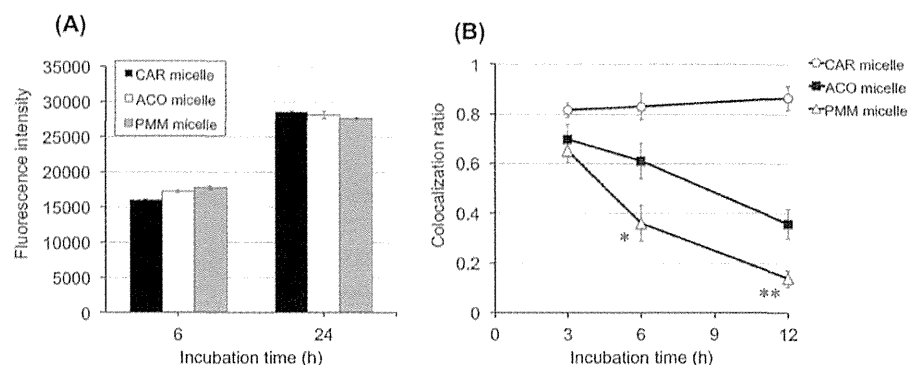 (A)
Fluorescence intensity
35000
30000
25000
20000
15000
10000
5000
0
CAR micelle
ACO micelle
PMM micelle
6
24
Incubation time (h)
(B)
Colocalization ratio
1
0.8
0.6
0.4
0.2
0
*
**
0
3
6
9
12
Incubation time (h)
CAR micelle
ACO micelle
PMM micelle